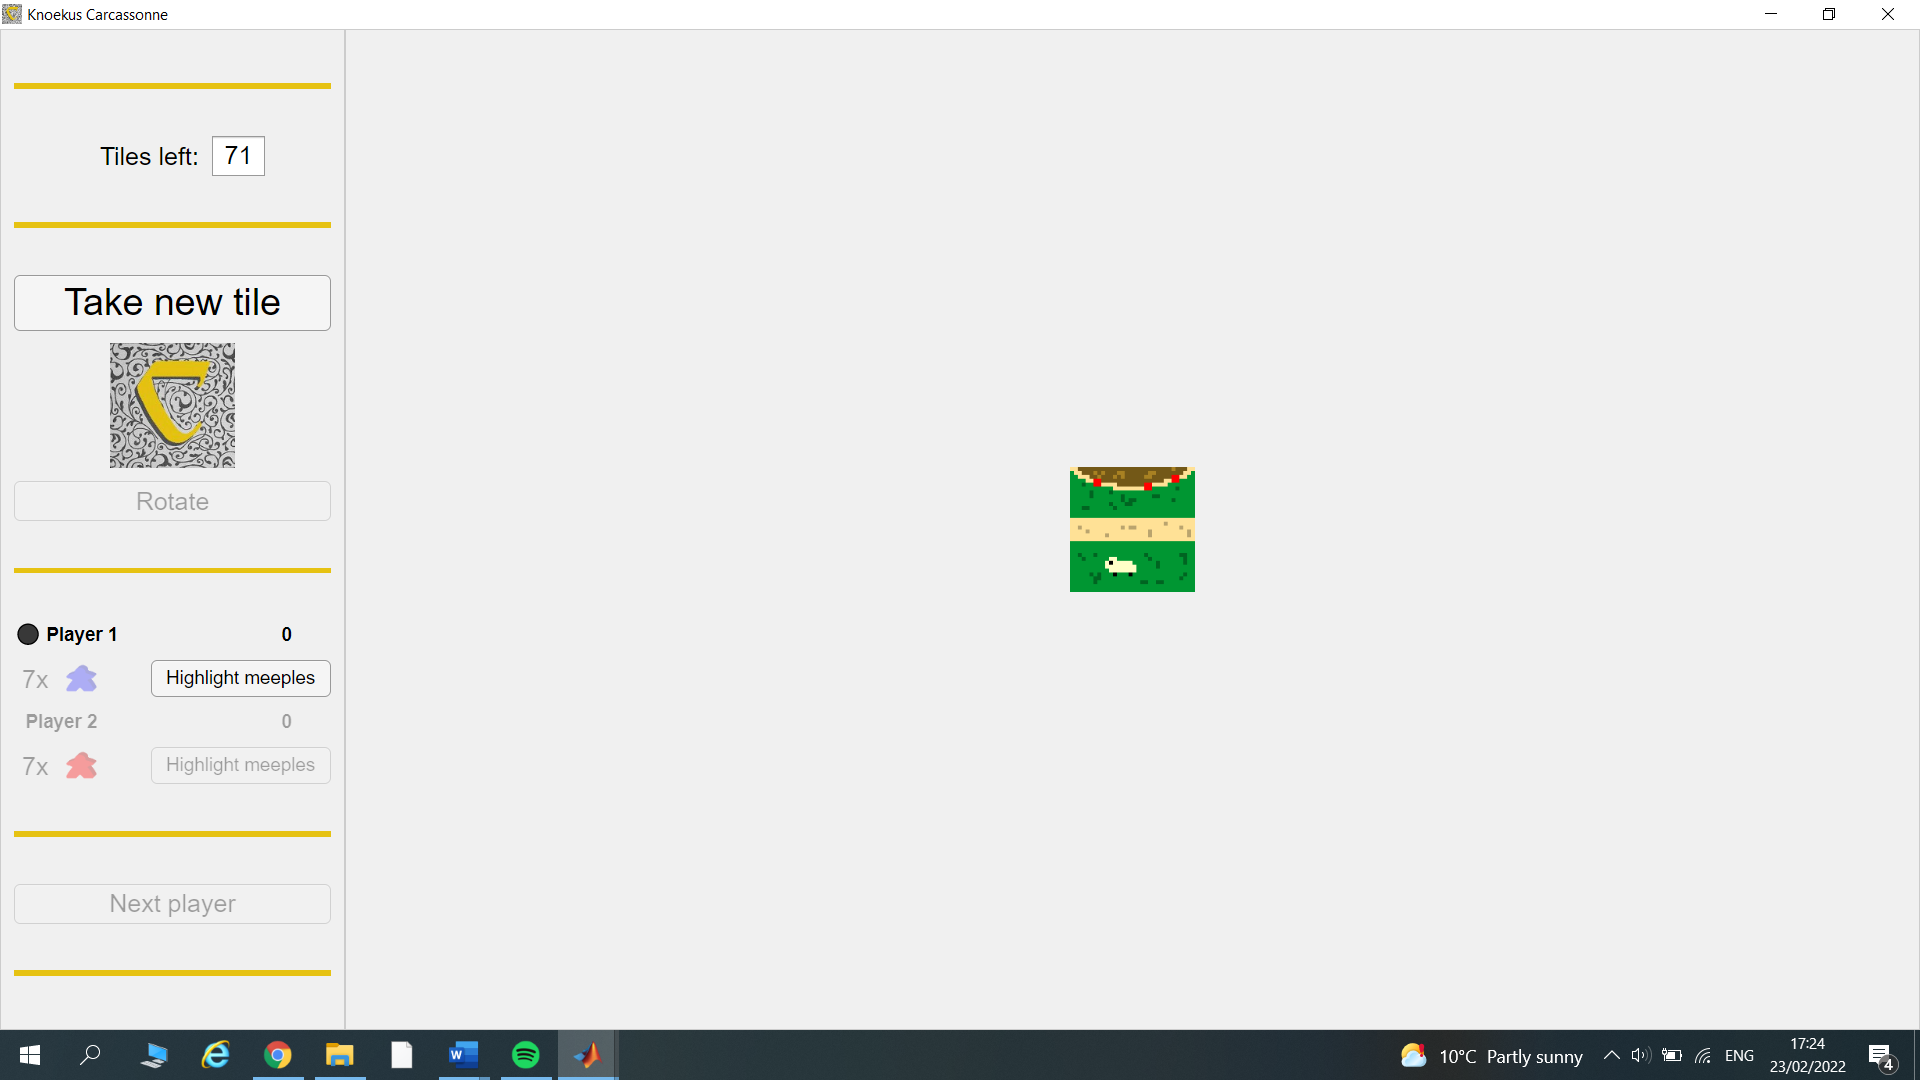 Knoekus Carcassonne
Tiles left: 71
Take new tile
Rotate
Player 1 0
7x Highlight meeples
Player 2 0
7x Highlight meeples
Next player
10°C Partly sunny ENG 17:24
23/02/2022 4